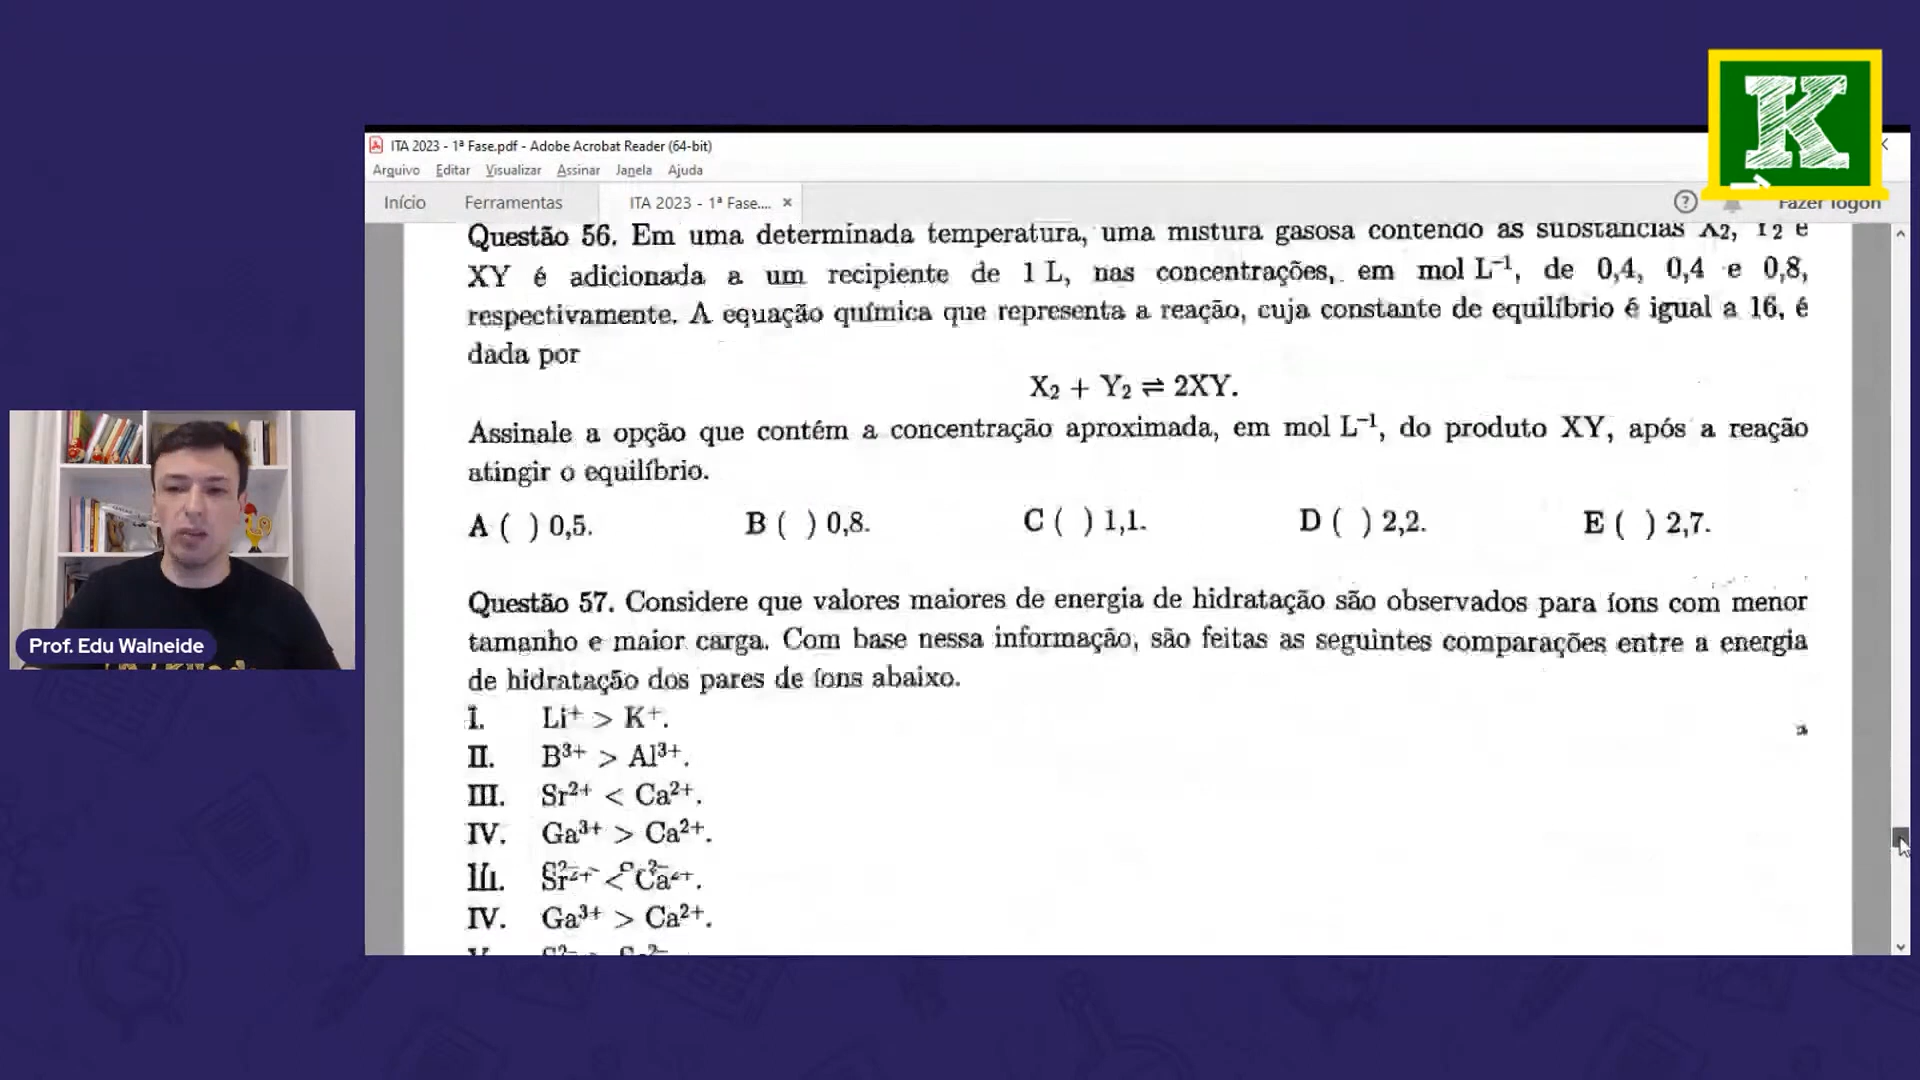 K
ITA 2023 - 1ª Fase.pdf - Adobe Acrobat Reader (64-bit)
Arquivo Editar Visualizar Assinar Janela Ajuda
Início Ferramentas ITA 2023 - 1ª Fase.... × ? Fazer logon
Questão 56. Em uma determinada temperatura, uma mistura gasosa contendo as substâncias X₂, Y₂ e
XY é adicionada a um recipiente de 1 L, nas concentrações, em mol L⁻¹, de 0,4, 0,4 e 0,8,
respectivamente. A equação química que representa a reação, cuja constante de equilíbrio é igual a 16, é
dada por
X₂ + Y₂ ⇌ 2XY.
Assinale a opção que contém a concentração aproximada, em mol L⁻¹, do produto XY, após a reação
atingir o equilíbrio.
A ( ) 0,5. B ( ) 0,8. C ( ) 1,1. D ( ) 2,2. E ( ) 2,7.
Questão 57. Considere que valores maiores de energia de hidratação são observados para íons com menor
tamanho e maior carga. Com base nessa informação, são feitas as seguintes comparações entre a energia
de hidratação dos pares de íons abaixo.
I. Li⁺ > K⁺.
II. B³⁺ > Al³⁺.
III. Sr²⁺ < Ca²⁺.
IV. Ga³⁺ > Ca²⁺.
III. Sr²⁺ < Ca²⁺.
IV. Ga³⁺ > Ca²⁺.
Prof. Edu Walneide